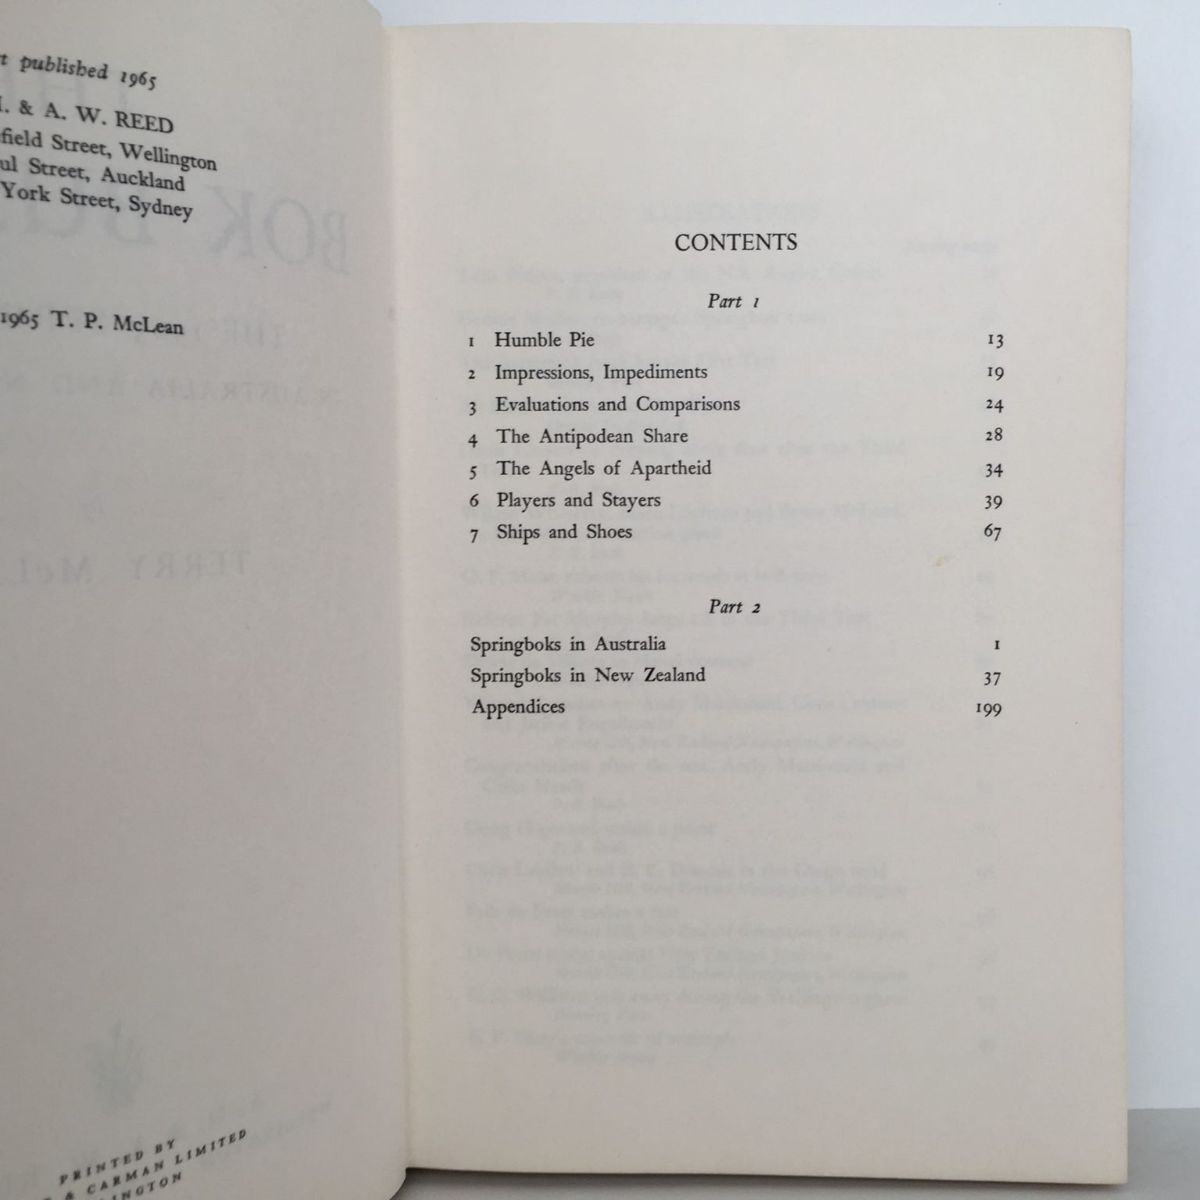 published 1965
& A. W. REED
Street, Wellington
Street, Auckland
York Street, Sydney
1965 T. P. McLean
PRINTED BY
& CARMAN LIMITED
CONTENTS
Part 1
1 Humble Pie 13
2 Impressions, Impediments 19
3 Evaluations and Comparisons 24
4 The Antipodean Share 28
5 The Angels of Apartheid 34
6 Players and Stayers 39
7 Ships and Shoes 67
Part 2
Springboks in Australia 1
Springboks in New Zealand 37
Appendices 199